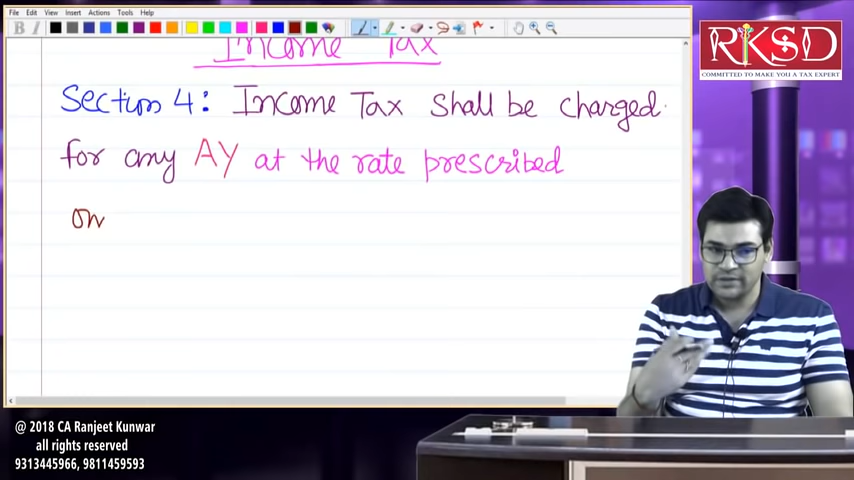 File Edit View Insert Actions Tools Help
B I
Income Tax
Section 4: Income Tax shall be charged
for any AY at the rate prescribed
on
RKSD
COMMITTED TO MAKE YOU A TAX EXPERT
@ 2018 CA Ranjeet Kunwar
all rights reserved
9313445966, 9811459593